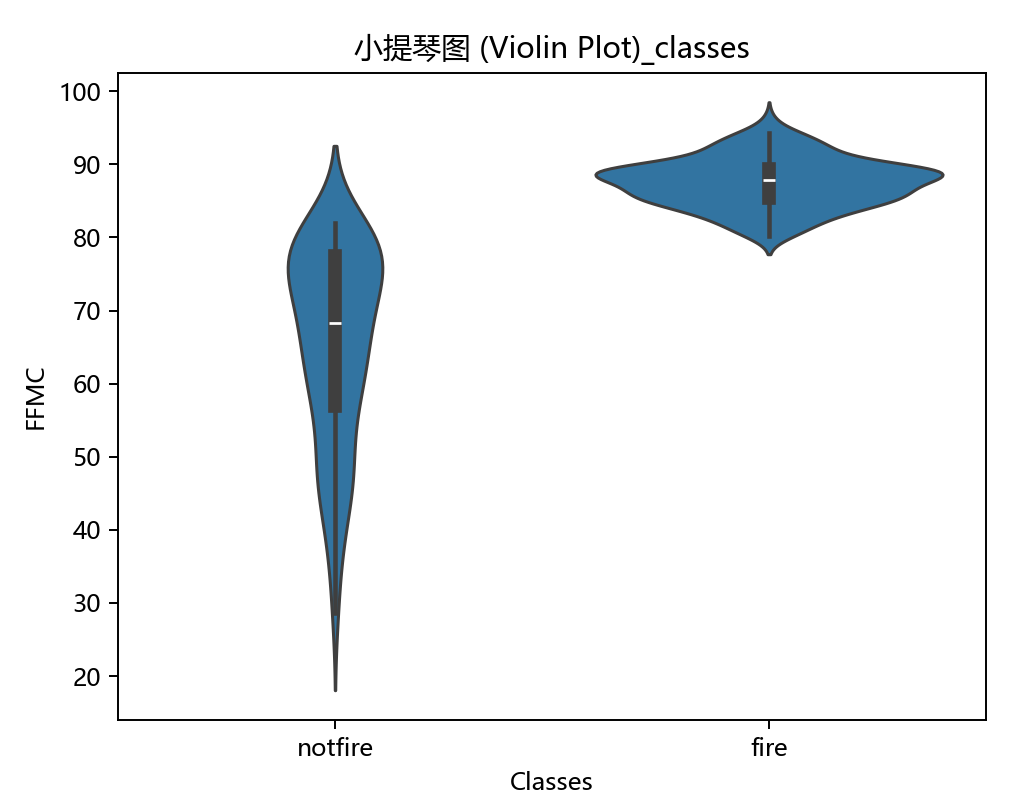 小提琴图 (Violin Plot)_classes
100
90
80
70
60
50
40
30
20
FFMC
notfire
fire
Classes